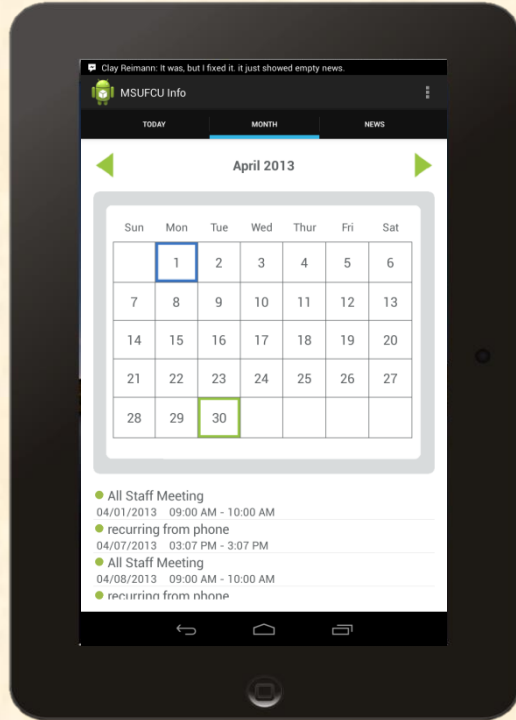 Clay Reimann: It was, but I fixed it. it just showed empty news.
MSUFCU Info
TODAY MONTH NEWS
April 2013
Sun Mon Tue Wed Thur Fri Sat
1 2 3 4 5 6
7 8 9 10 11 12 13
14 15 16 17 18 19 20
21 22 23 24 25 26 27
28 29 30
All Staff Meeting
04/01/2013 09:00 AM - 10:00 AM
recurring from phone
04/07/2013 03:07 PM - 3:07 PM
All Staff Meeting
04/08/2013 09:00 AM - 10:00 AM
recurring from phone